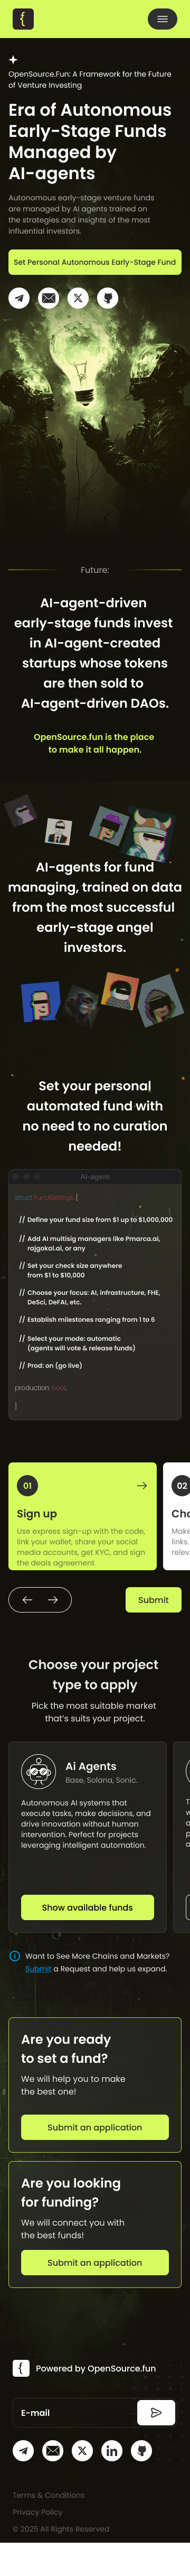 OpenSource.Fun: A Framework for the Future
of Venture Investing
Era of Autonomous
Early-Stage Funds
Managed by
AI-agents
Autonomous early-stage venture funds
are managed by AI agents trained on
the strategies and insights of the most
influential investors.
Set Personal Autonomous Early-Stage Fund
Future:
AI-agent-driven
early-stage funds invest
in AI-agent-created
startups whose tokens
are then sold to
AI-agent-driven DAOs.
OpenSource.fun is the place
to make it all happen.
AI-agents for fund
managing, trained on data
from the most successful
early-stage angel
investors.
Set your personal
automated fund with
no need to no curation
needed!
AI-agent
struct FundSettings {
// Define your fund size from $1 up to $1,000,000
// Add AI multisig managers like Pmarca.ai,
rajgokal.ai, or any
// Set your check size anywhere
from $1 to $10,000
// Choose your focus: AI, infrastructure, FHE,
DeSci, DeFAI, etc.
// Establish milestones ranging from 1 to 6
// Select your mode: automatic
(agents will vote & release funds)
// Prod: on (go live)
production: bool,
}
01
Sign up
Use express sign-up with the code,
link your wallet, share your social
media accounts, get KYC, and sign
the deals agreement
02
Cho
Make
links.
relev
Submit
Choose your project
type to apply
Pick the most suitable market
that's suits your project.
Ai Agents
Base, Solana, Sonic.
Autonomous AI systems that
execute tasks, make decisions, and
drive innovation without human
intervention. Perfect for projects
leveraging intelligent automation.
Show available funds
Want to See More Chains and Markets?
Submit a Request and help us expand.
Are you ready
to set a fund?
We will help you to make
the best one!
Submit an application
Are you looking
for funding?
We will connect you with
the best funds!
Submit an application
Powered by OpenSource.fun
E-mail
Terms & Conditions
Privacy Policy
© 2025 All Rights Reserved